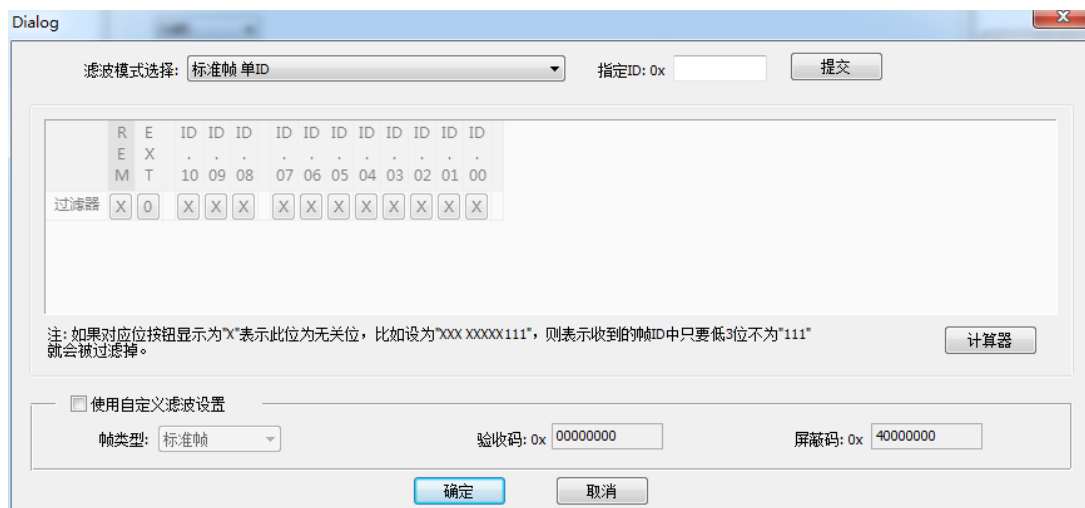 Dialog
滤波模式选择: 标准帧 单ID 指定ID: 0x 提交
R E ID ID ID ID ID ID ID ID ID ID ID
E X . . . . . . . . . . .
M T 10 09 08 07 06 05 04 03 02 01 00
过滤器 X 0 X X X X X X X X X X X
注: 如果对应位按钮显示为"X"表示此位为无关位，比如设为"XXX XXXXX111"，则表示收到的帧ID中只要低3位不为"111"
就会被过滤掉。
计算器
使用自定义滤波设置
帧类型: 标准帧 验收码: 0x 00000000 屏蔽码: 0x 40000000
确定 取消